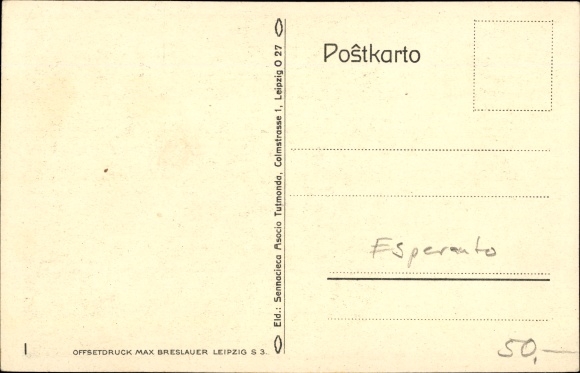 Poŝtkarto
Eld.: Sennacieca Asocio Tutmonda, Colmstrasse 1, Leipzig O 27
Esperanto
50,—
I
OFFSETDRUCK MAX BRESLAUER LEIPZIG S 3.